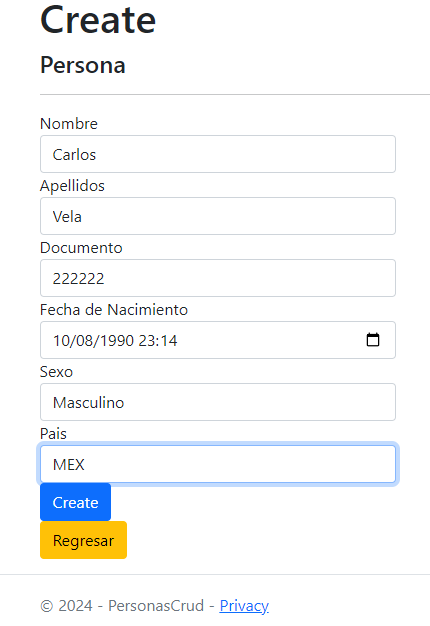 Create
Persona
Nombre
Carlos
Apellidos
Vela
Documento
222222
Fecha de Nacimiento
10/08/1990 23:14
Sexo
Masculino
Pais
MEX
Create
Regresar
© 2024 - PersonasCrud - Privacy